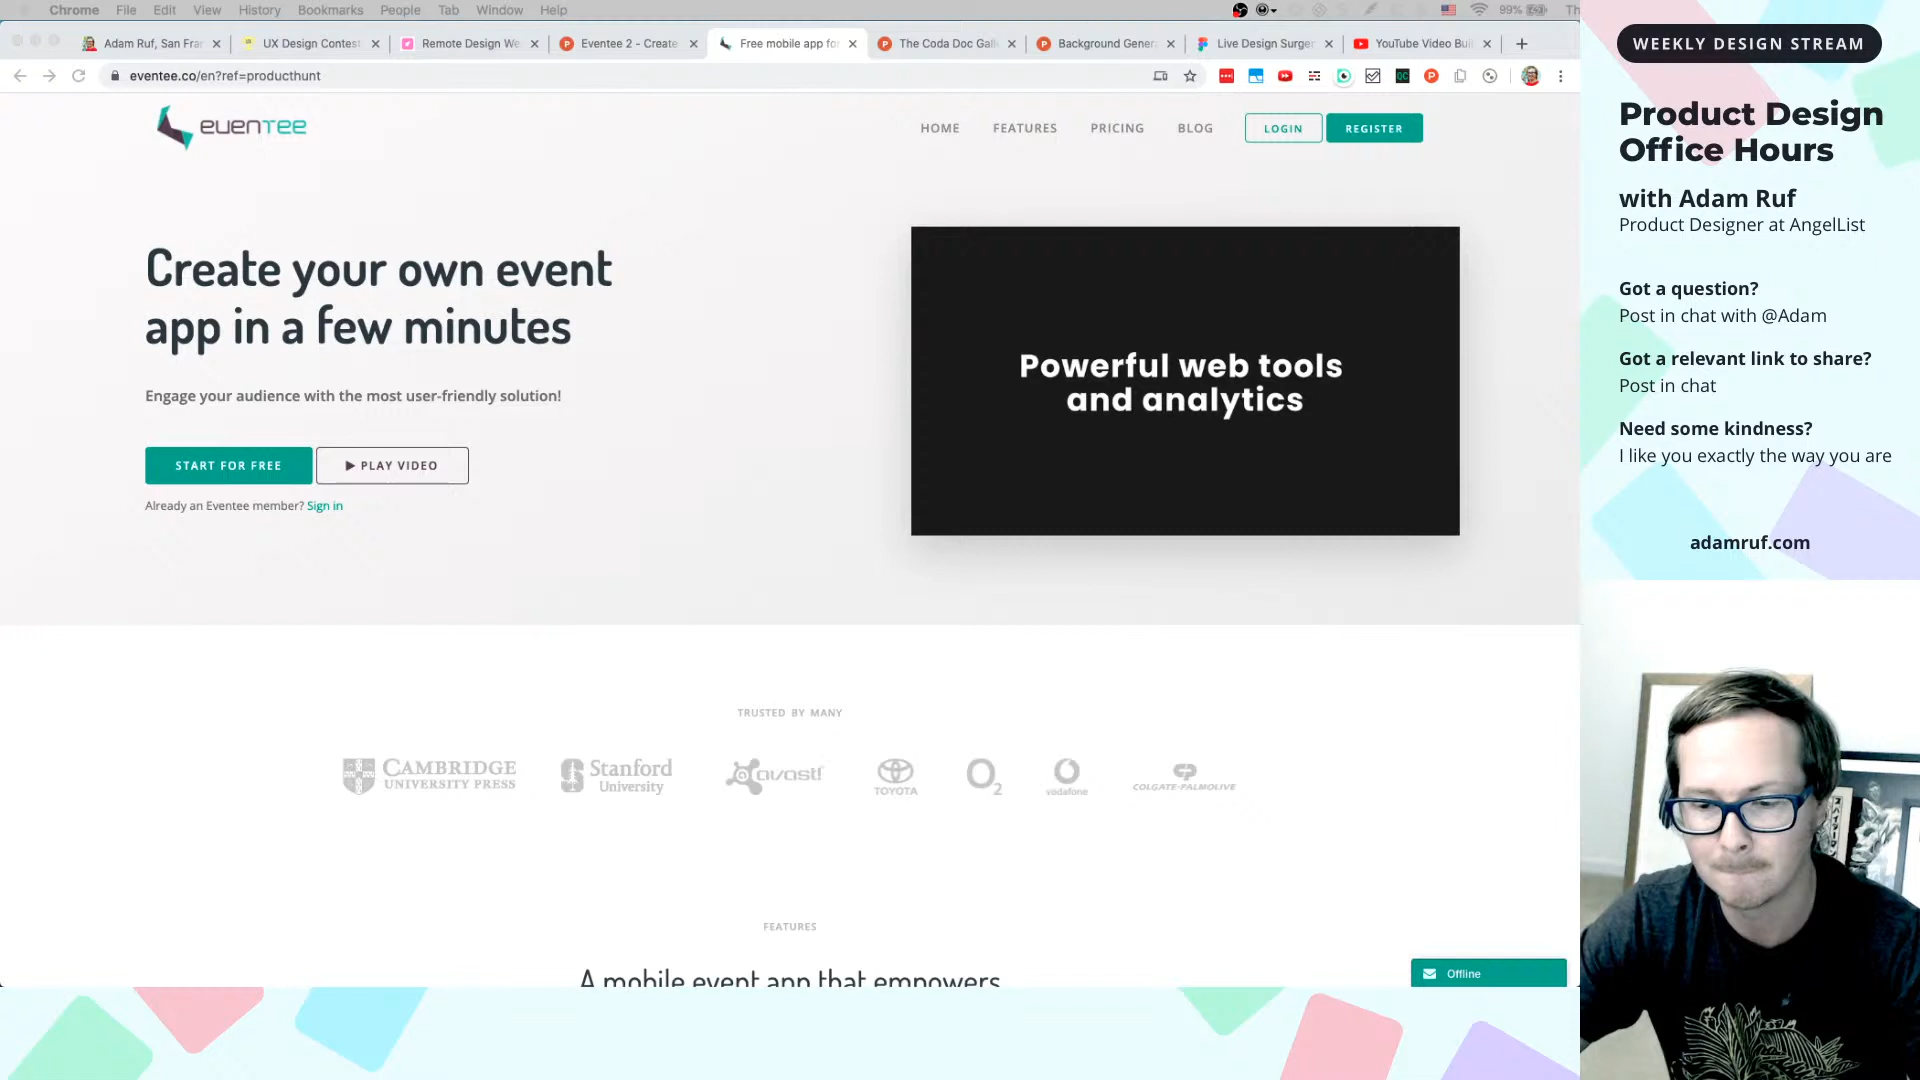 Chrome File Edit View History Bookmarks People Tab Window Help
99%
Adam Ruf, San Fran
UX Design Contest
Remote Design We
Eventee 2 - Create
Free mobile app fo
The Coda Doc Gall
Background Genera
Live Design Surger
YouTube Video Bui
eventee.co/en?ref=producthunt
QC
EVENTEE
HOME FEATURES PRICING BLOG LOGIN REGISTER
Create your own event
app in a few minutes
Engage your audience with the most user-friendly solution!
START FOR FREE
PLAY VIDEO
Already an Eventee member? Sign in
Powerful web tools
and analytics
TRUSTED BY MANY
CAMBRIDGE
UNIVERSITY PRESS
Stanford
University
avast!
TOYOTA
O2
vodafone
COLGATE-PALMOLIVE
FEATURES
A mobile event app that empowers
Offline
WEEKLY DESIGN STREAM
Product Design
Office Hours
with Adam Ruf
Product Designer at AngelList
Got a question?
Post in chat with @Adam
Got a relevant link to share?
Post in chat
Need some kindness?
I like you exactly the way you are
adamruf.com